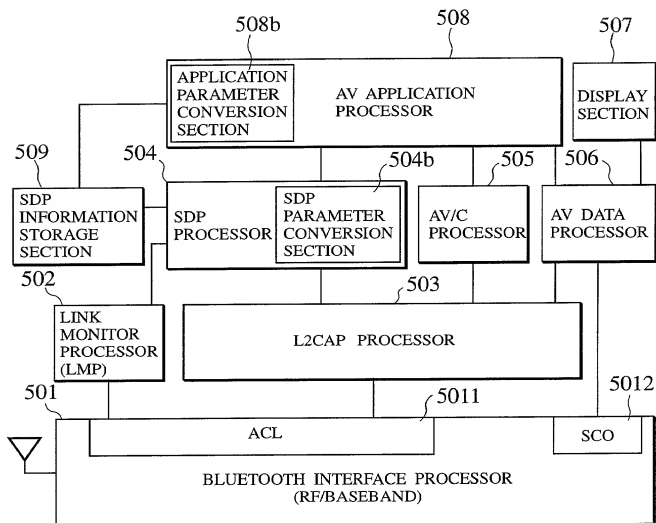 508b
508
507
APPLICATION
PARAMETER
CONVERSION
SECTION
AV APPLICATION
PROCESSOR
DISPLAY
SECTION
509
504
504b
505
506
SDP
INFORMATION
STORAGE
SECTION
SDP
PROCESSOR
SDP
PARAMETER
CONVERSION
SECTION
AV/C
PROCESSOR
AV DATA
PROCESSOR
502
503
LINK
MONITOR
PROCESSOR
(LMP)
L2CAP PROCESSOR
501
5011
5012
ACL
SCO
BLUETOOTH INTERFACE PROCESSOR
(RF/BASEBAND)